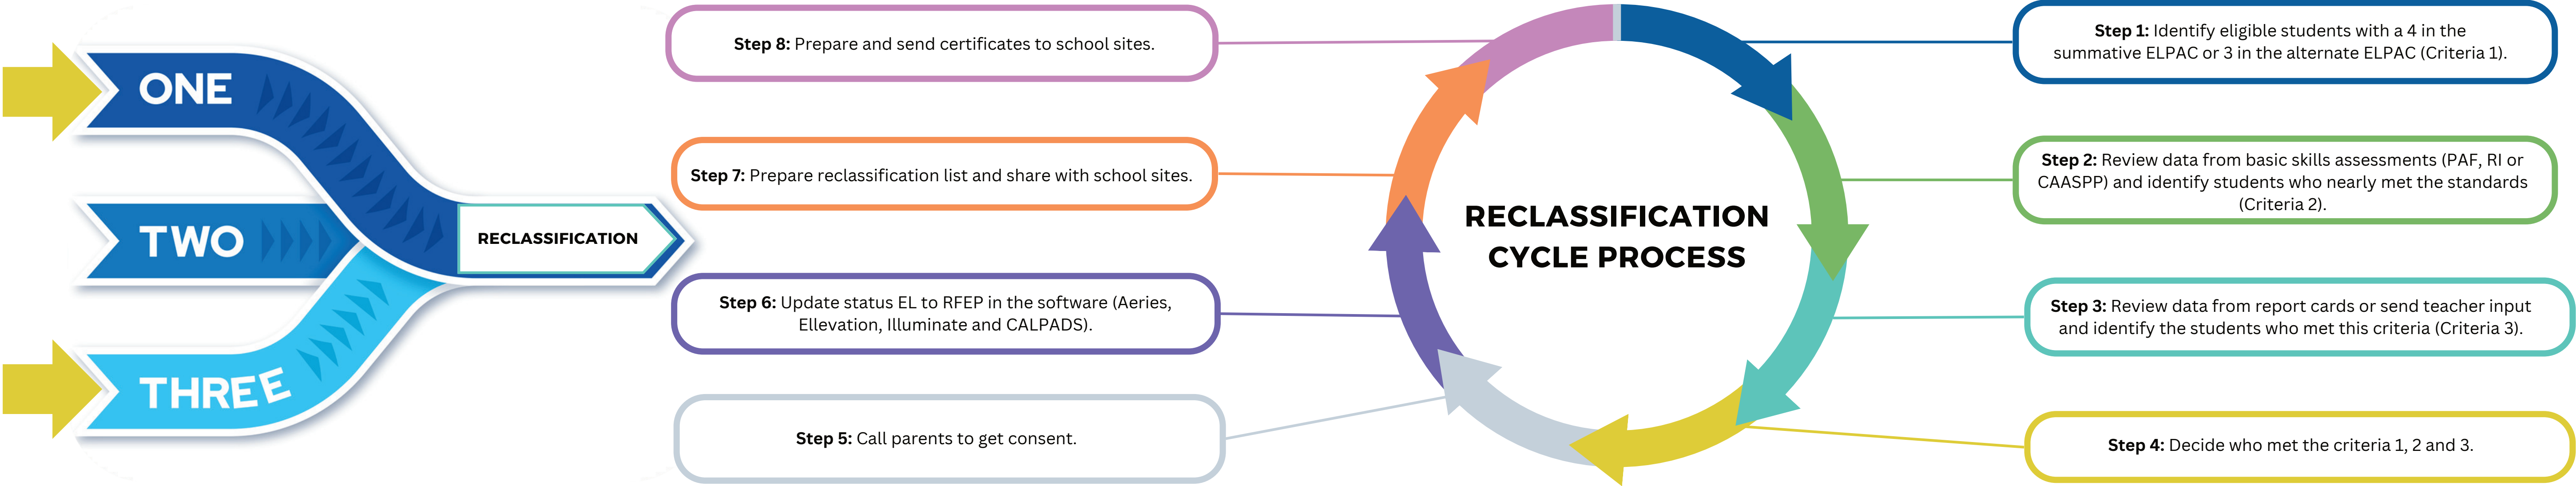 ONE
TWO
THREE
RECLASSIFICATION
Step 8: Prepare and send certificates to school sites.
Step 7: Prepare reclassification list and share with school sites.
Step 6: Update status EL to RFEP in the software (Aeries,
Ellevation, Illuminate and CALPADS).
Step 5: Call parents to get consent.
RECLASSIFICATION
CYCLE PROCESS
Step 1: Identify eligible students with a 4 in the
summative ELPAC or 3 in the alternate ELPAC (Criteria 1).
Step 2: Review data from basic skills assessments (PAF, RI or
CAASPP) and identify students who nearly met the standards
(Criteria 2).
Step 3: Review data from report cards or send teacher input
and identify the students who met this criteria (Criteria 3).
Step 4: Decide who met the criteria 1, 2 and 3.